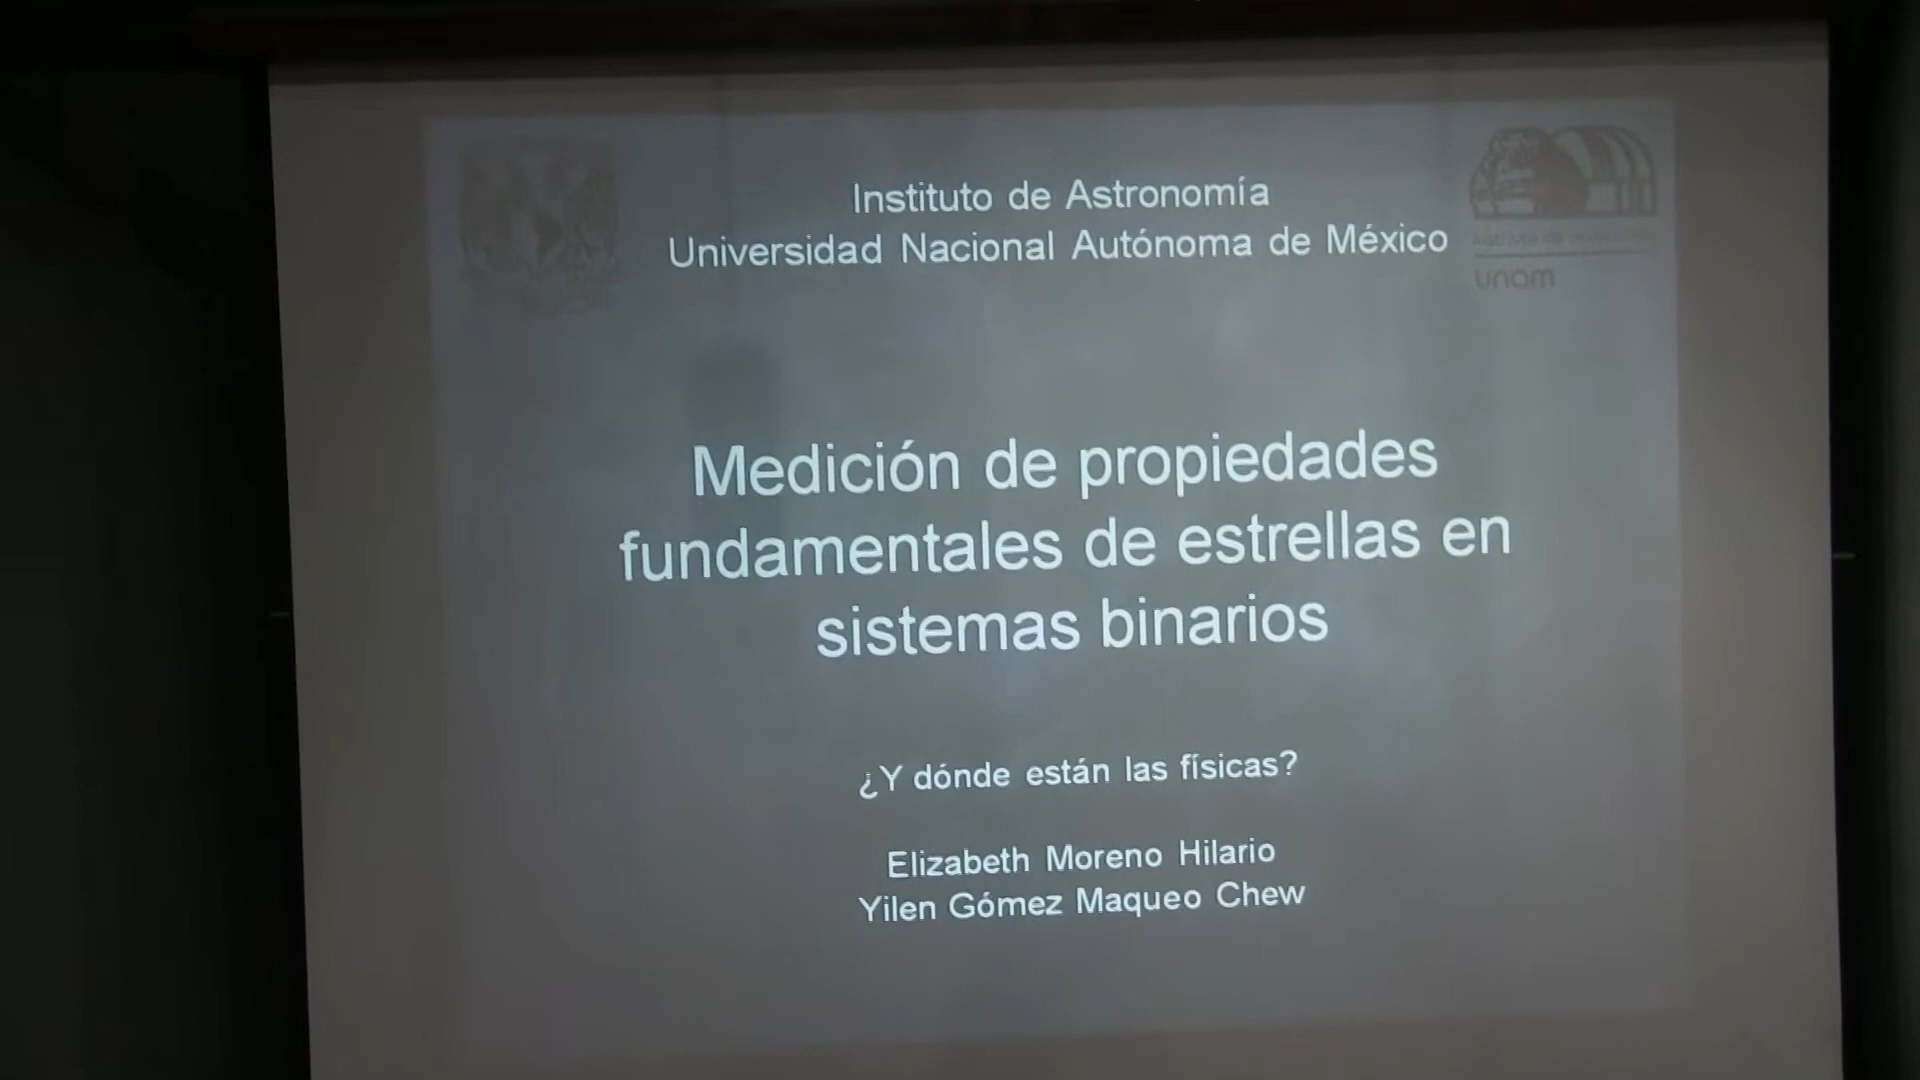 Instituto de Astronomía
Universidad Nacional Autónoma de México
unam
Medición de propiedades
fundamentales de estrellas en
sistemas binarios
¿Y dónde están las físicas?
Elizabeth Moreno Hilario
Yilen Gómez Maqueo Chew